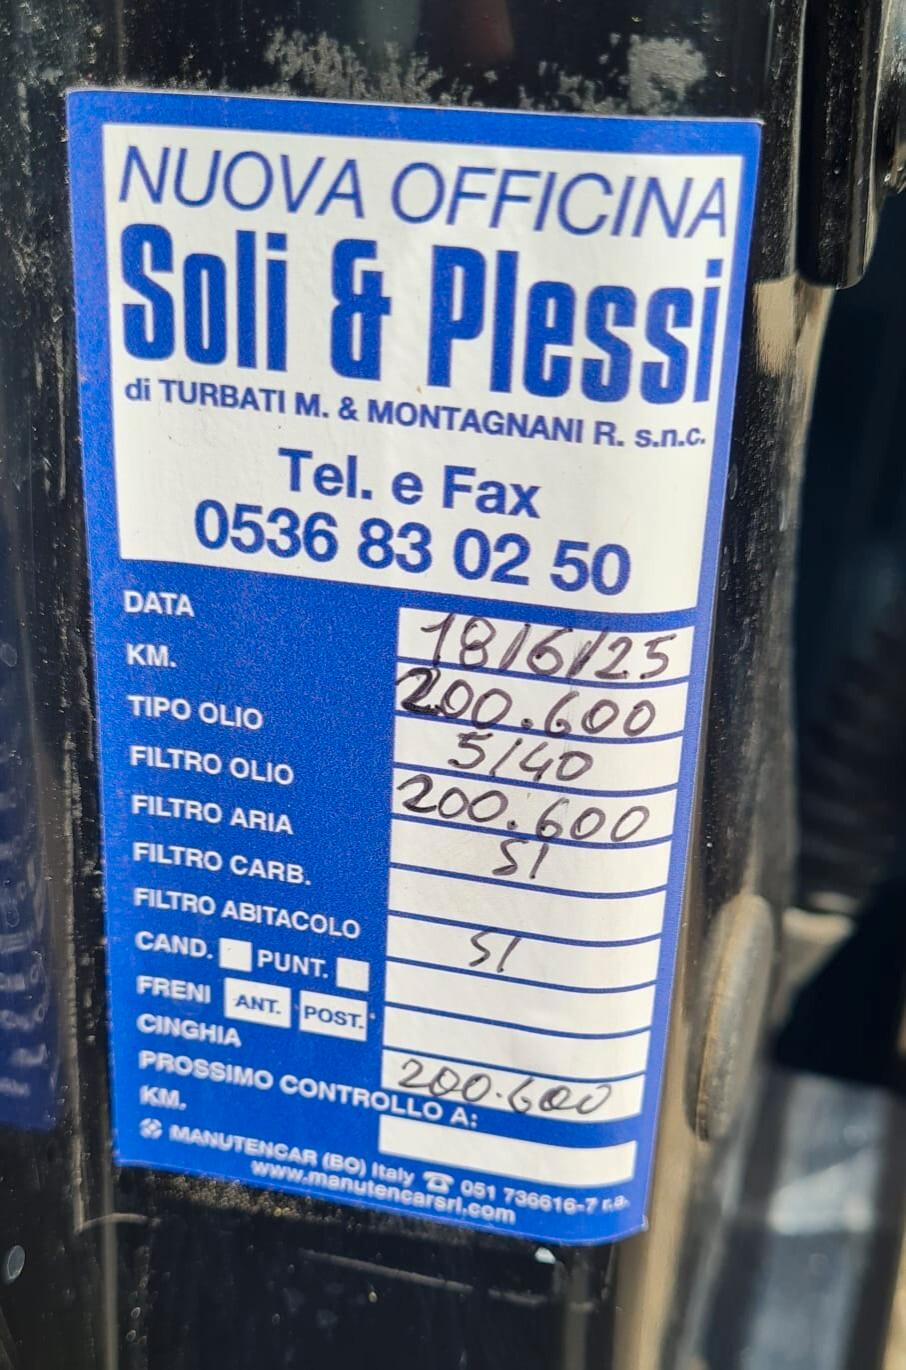 NUOVA OFFICINA
Soli & Plessi
di TURBATI M. & MONTAGNANI R. s.n.c.
Tel. e Fax
0536 83 02 50
DATA 18/6/25
KM. 200.600
TIPO OLIO 5/40
FILTRO OLIO 200.600
FILTRO ARIA SI
FILTRO CARB.
FILTRO ABITACOLO SI
CAND. PUNT.
FRENI ANT. POST.
CINGHIA 200.600
PROSSIMO CONTROLLO A:
KM.
MANUTENCAR (BO) Italy ☎ 051 736616-7 r.a.
www.manutencarsrl.com